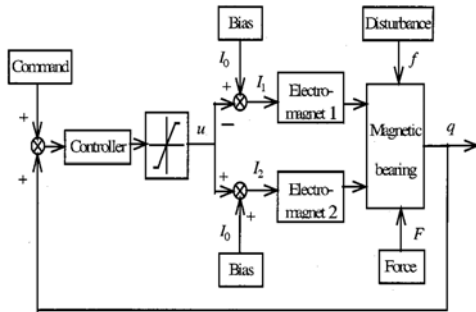 Bias
Disturbance
Command
I0
f
+
I1
Electro-
magnet 1
+
Controller
u
−
Magnetic
bearing
q
+
+
I2
Electro-
magnet 2
I0
+
F
Bias
Force